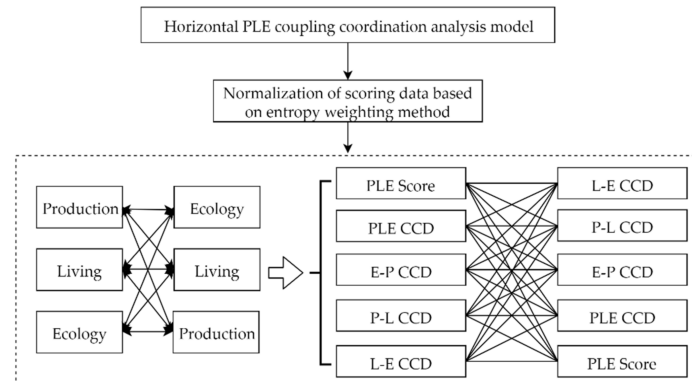 Horizontal PLE coupling coordination analysis model
Normalization of scoring data based
on entropy weighting method
Production
Ecology
Living
Living
Ecology
Production
PLE Score
L-E CCD
PLE CCD
P-L CCD
E-P CCD
E-P CCD
P-L CCD
PLE CCD
L-E CCD
PLE Score